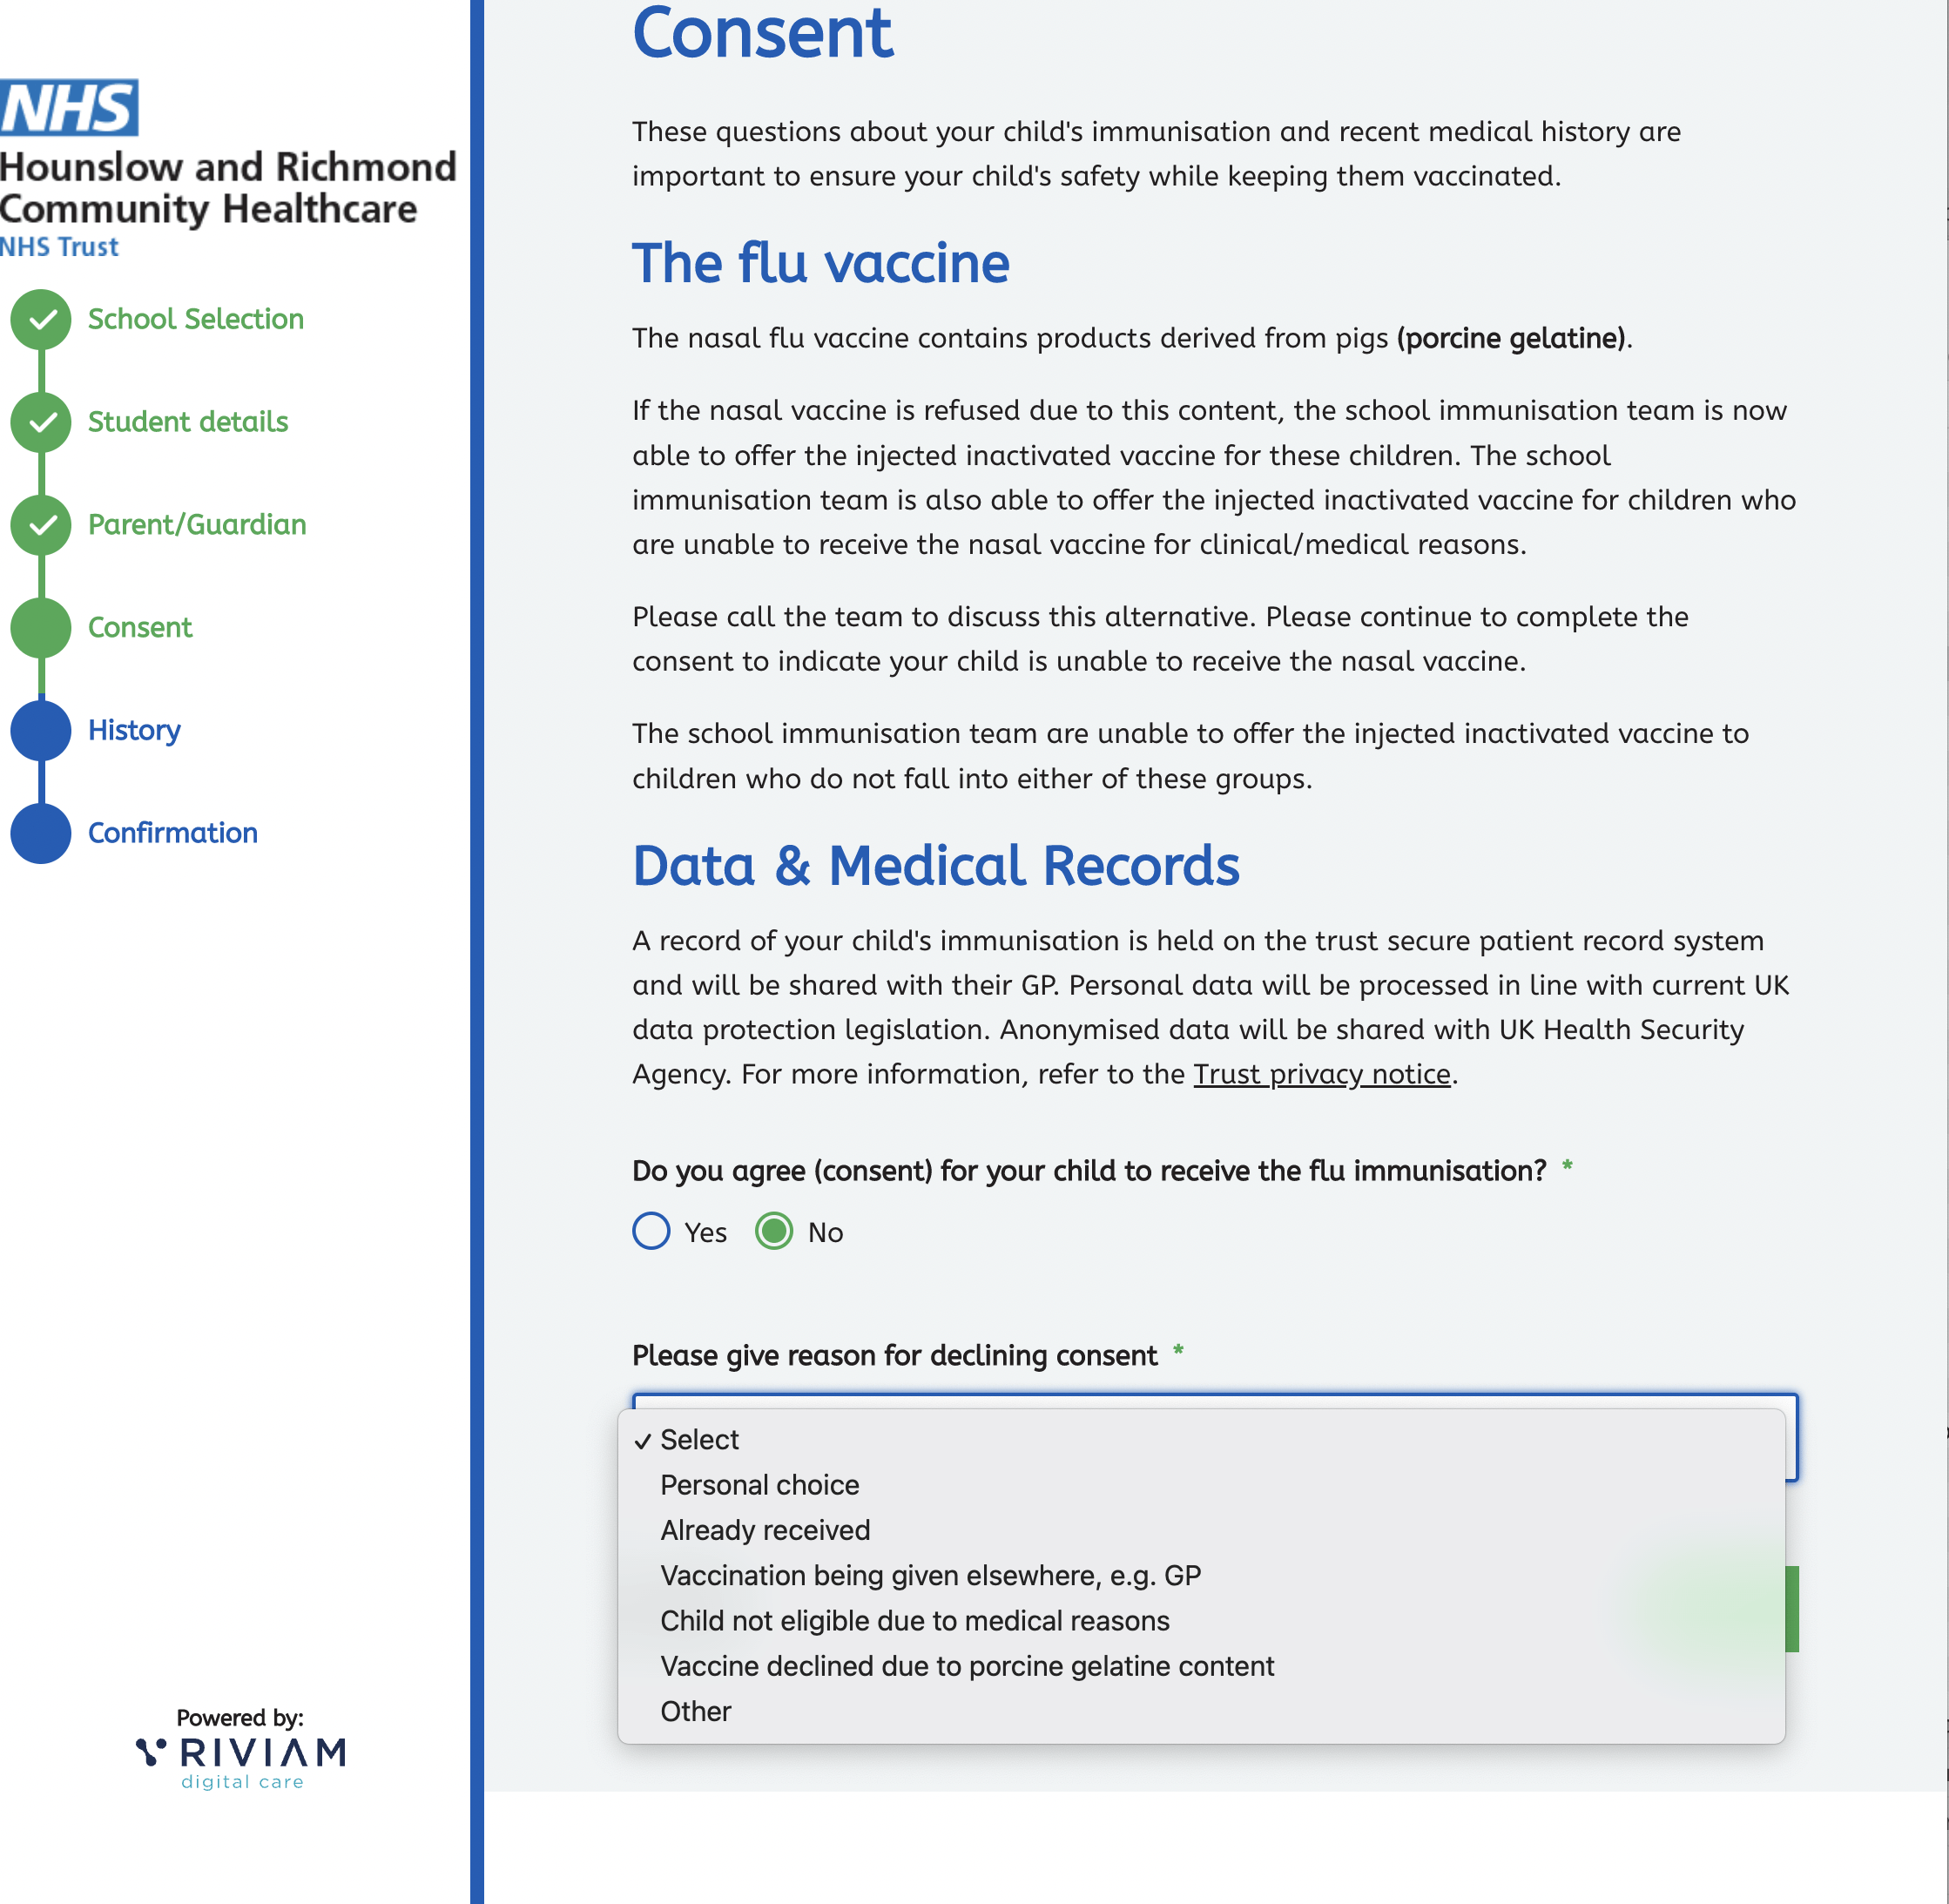 NHS
Hounslow and Richmond
Community Healthcare
NHS Trust
School Selection
Student details
Parent/Guardian
Consent
History
Confirmation
Powered by:
RIVIAM
digital care
Consent
These questions about your child's immunisation and recent medical history are
important to ensure your child's safety while keeping them vaccinated.
The flu vaccine
The nasal flu vaccine contains products derived from pigs (porcine gelatine).
If the nasal vaccine is refused due to this content, the school immunisation team is now
able to offer the injected inactivated vaccine for these children. The school
immunisation team is also able to offer the injected inactivated vaccine for children who
are unable to receive the nasal vaccine for clinical/medical reasons.
Please call the team to discuss this alternative. Please continue to complete the
consent to indicate your child is unable to receive the nasal vaccine.
The school immunisation team are unable to offer the injected inactivated vaccine to
children who do not fall into either of these groups.
Data & Medical Records
A record of your child's immunisation is held on the trust secure patient record system
and will be shared with their GP. Personal data will be processed in line with current UK
data protection legislation. Anonymised data will be shared with UK Health Security
Agency. For more information, refer to the Trust privacy notice.
Do you agree (consent) for your child to receive the flu immunisation? *
Yes No
Please give reason for declining consent *
✓ Select
Personal choice
Already received
Vaccination being given elsewhere, e.g. GP
Child not eligible due to medical reasons
Vaccine declined due to porcine gelatine content
Other